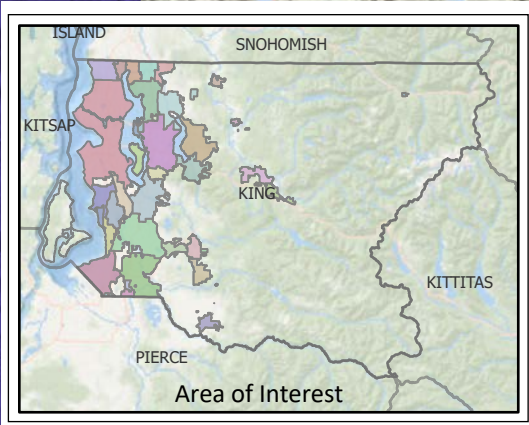 ISLAND
SNOHOMISH
KITSAP
KING
KITTITAS
PIERCE
Area of Interest